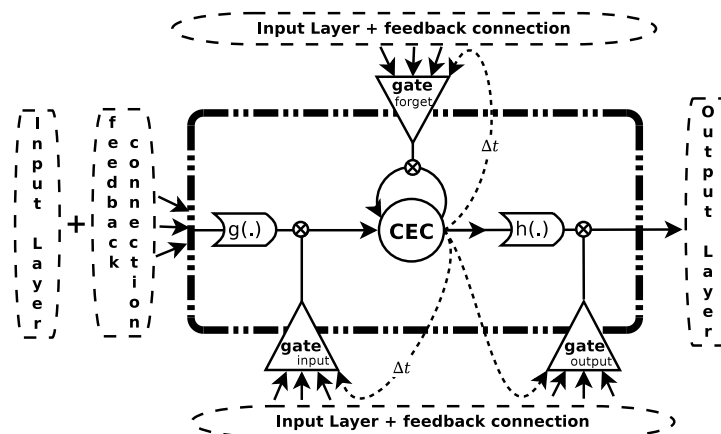 Input Layer + feedback connection
gate
forget
Input Layer
+
feedback
connection
Δt
g(.)
CEC
h(.)
Output Layer
gate
input
Δt
gate
output
Input Layer + feedback connection